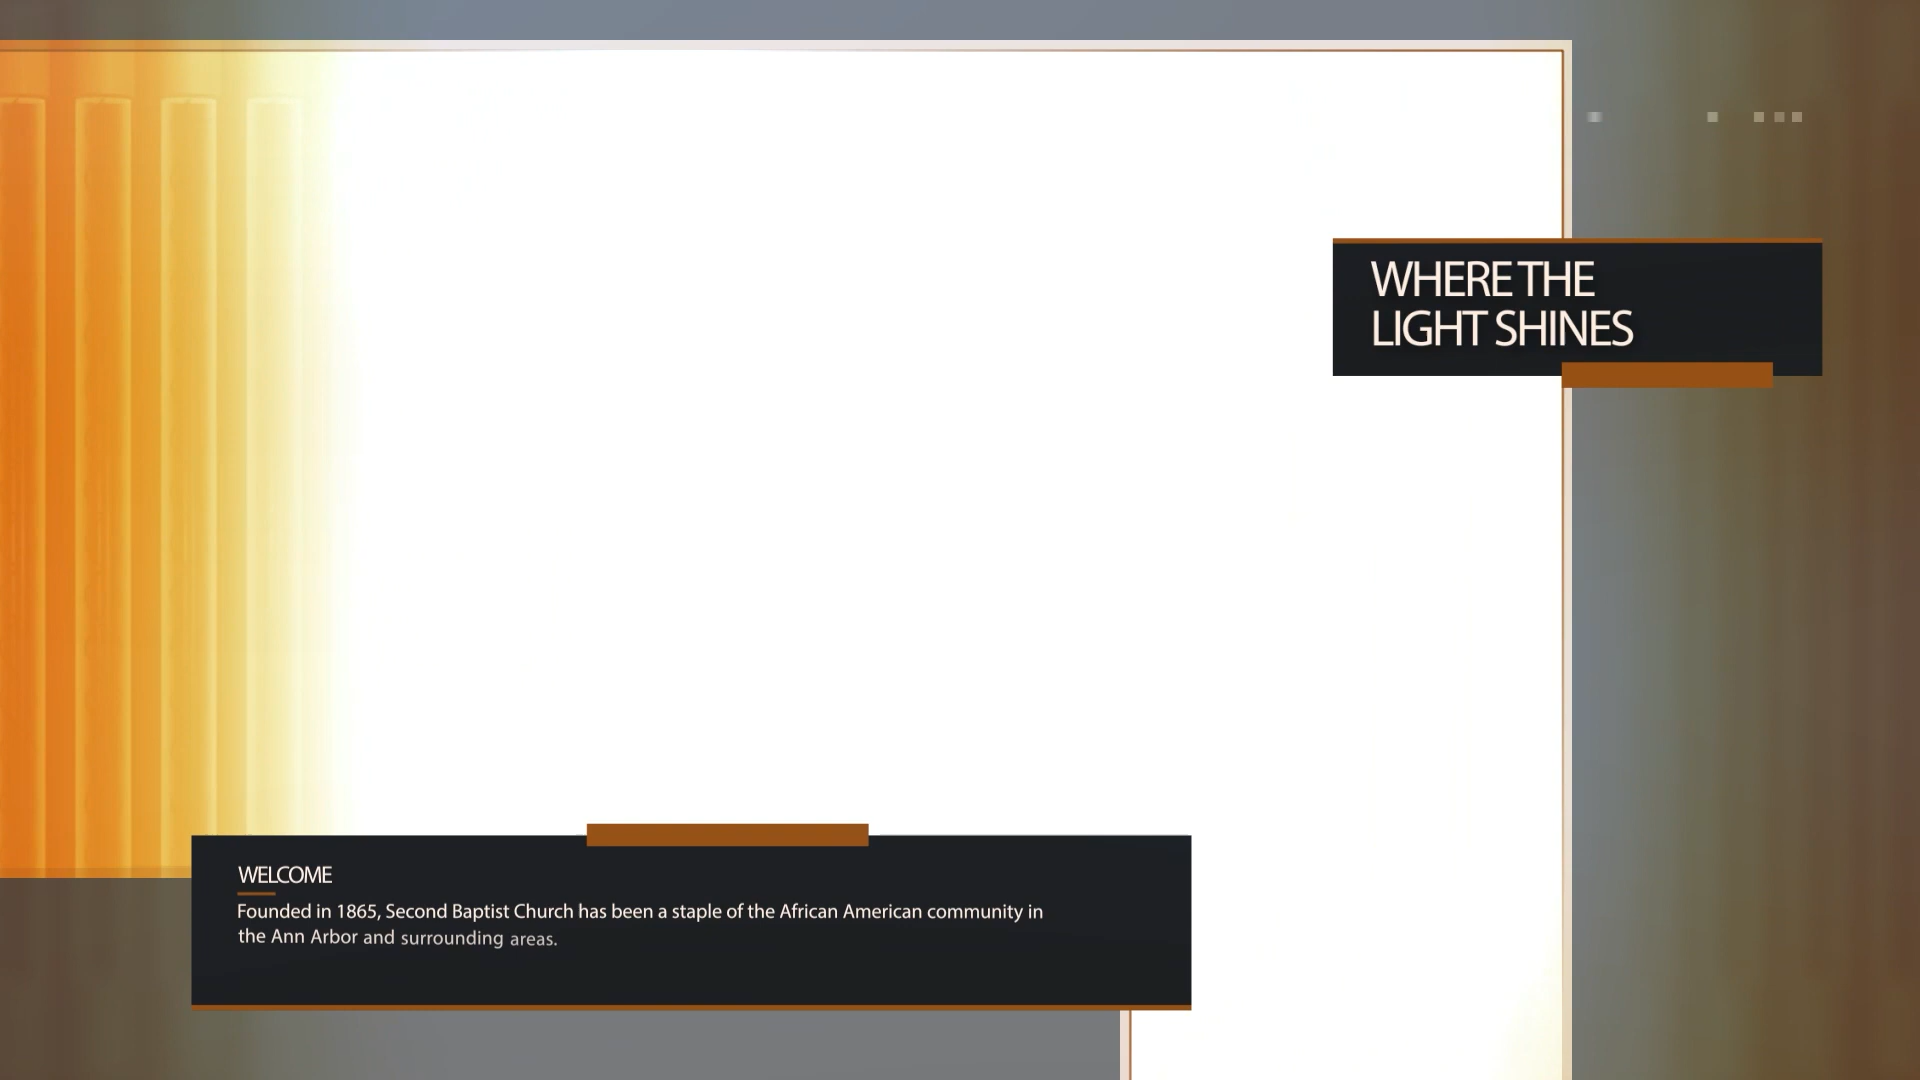 WHERE THE
LIGHT SHINES
WELCOME
Founded in 1865, Second Baptist Church has been a staple of the African American community in
the Ann Arbor and surrounding areas.